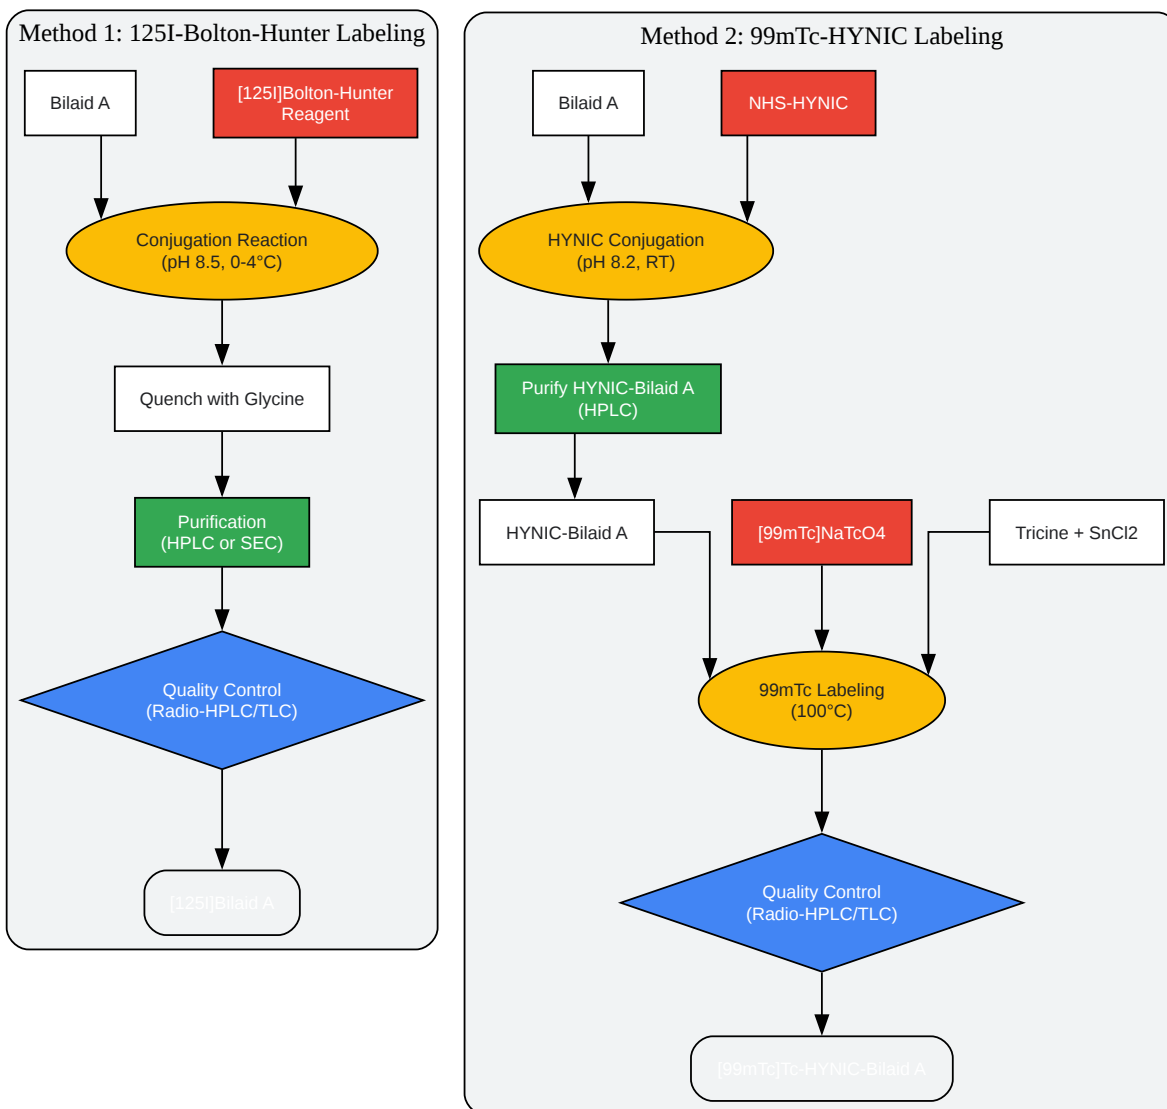 Method 1: 125I-Bolton-Hunter Labeling
Bilaid A
[125I]Bolton-Hunter
Reagent
Conjugation Reaction
(pH 8.5, 0-4°C)
Quench with Glycine
Purification
(HPLC or SEC)
Quality Control
(Radio-HPLC/TLC)
[125I]Bilaid A
Method 2: 99mTc-HYNIC Labeling
Bilaid A
NHS-HYNIC
HYNIC Conjugation
(pH 8.2, RT)
Purify HYNIC-Bilaid A
(HPLC)
HYNIC-Bilaid A
[99mTc]NaTcO4
Tricine + SnCl2
99mTc Labeling
(100°C)
Quality Control
(Radio-HPLC/TLC)
[99mTc]Tc-HYNIC-Bilaid A